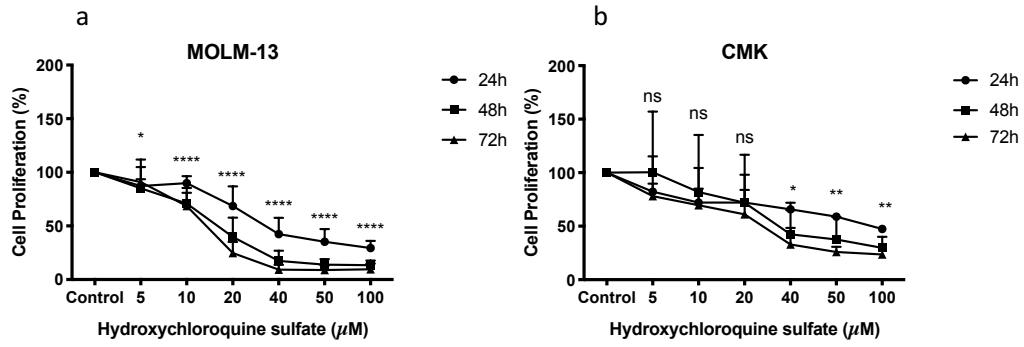 a
MOLM-13
200
150
100
50
0
Cell Proliferation (%)
*
****
****
****
****
****
24h
48h
72h
Control 5 10 20 40 50 100
Hydroxychloroquine sulfate (μM)
b
CMK
200
150
100
50
0
Cell Proliferation (%)
ns
ns
ns
*
**
**
24h
48h
72h
Control 5 10 20 40 50 100
Hydroxychloroquine sulfate (μM)